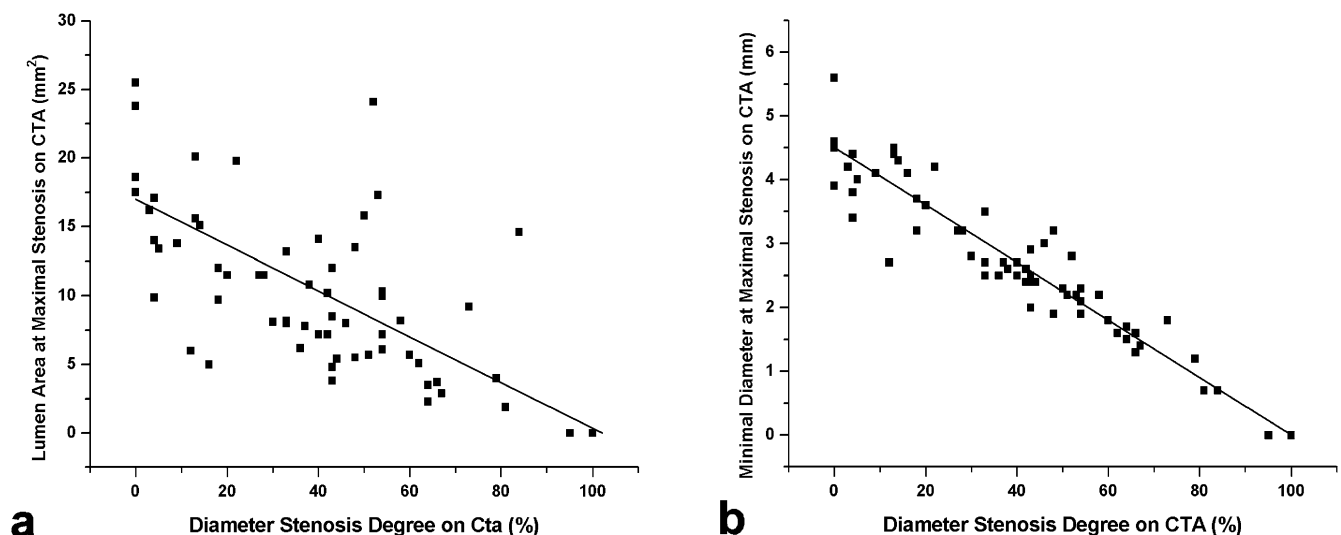 30
25
20
15
10
5
0
Lumen Area at Maximal Stenosis on CTA (mm²)
0 20 40 60 80 100
Diameter Stenosis Degree on Cta (%)
a
6
5
4
3
2
1
0
Minimal Diameter at Maximal Stenosis on CTA (mm)
0 20 40 60 80 100
Diameter Stenosis Degree on CTA (%)
b